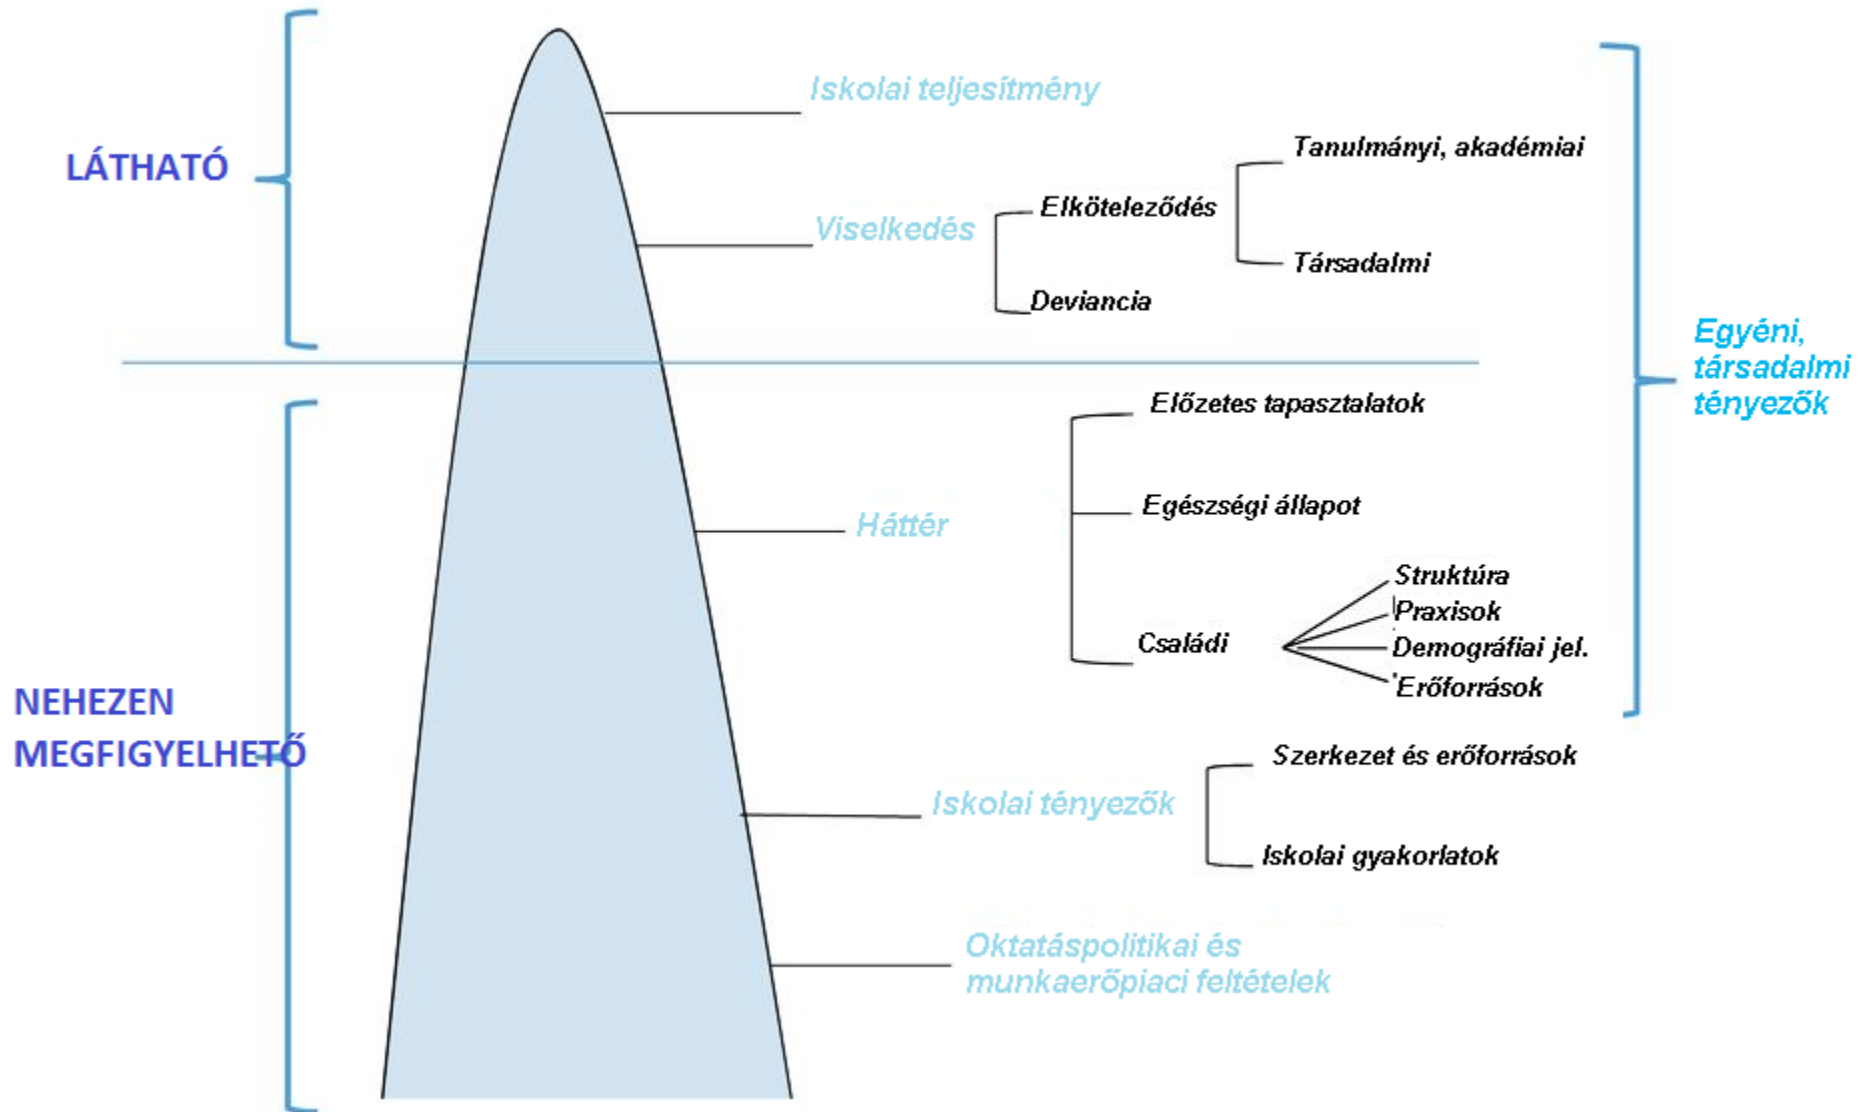 LÁTHATÓ
Iskolai teljesítmény
Viselkedés
Elköteleződés
Tanulmányi, akadémiai
Társadalmi
Deviancia
Egyéni,
társadalmi
tényezők
NEHEZEN
MEGFIGYELHETŐ
Háttér
Előzetes tapasztalatok
Egészségi állapot
Családi
Struktúra
Praxisok
Demográfiai jel.
Erőforrások
Iskolai tényezők
Szerkezet és erőforrások
Iskolai gyakorlatok
Oktatáspolitikai és
munkaerőpiaci feltételek